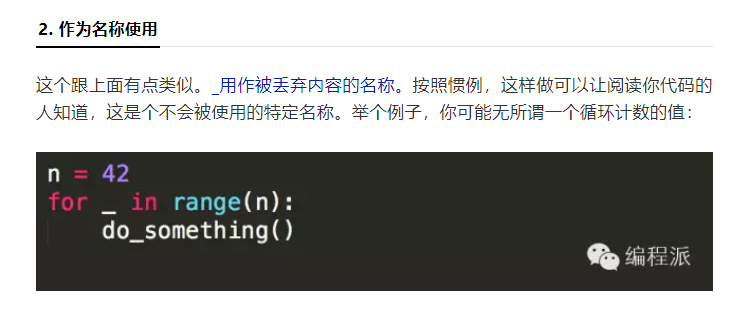 2. 作为名称使用
这个跟上面有点类似。_用作被丢弃内容的名称。按照惯例，这样做可以让阅读你代码的
人知道，这是个不会被使用的特定名称。举个例子，你可能无所谓一个循环计数的值：
n = 42
for _ in range(n):
    do_something()
编程派